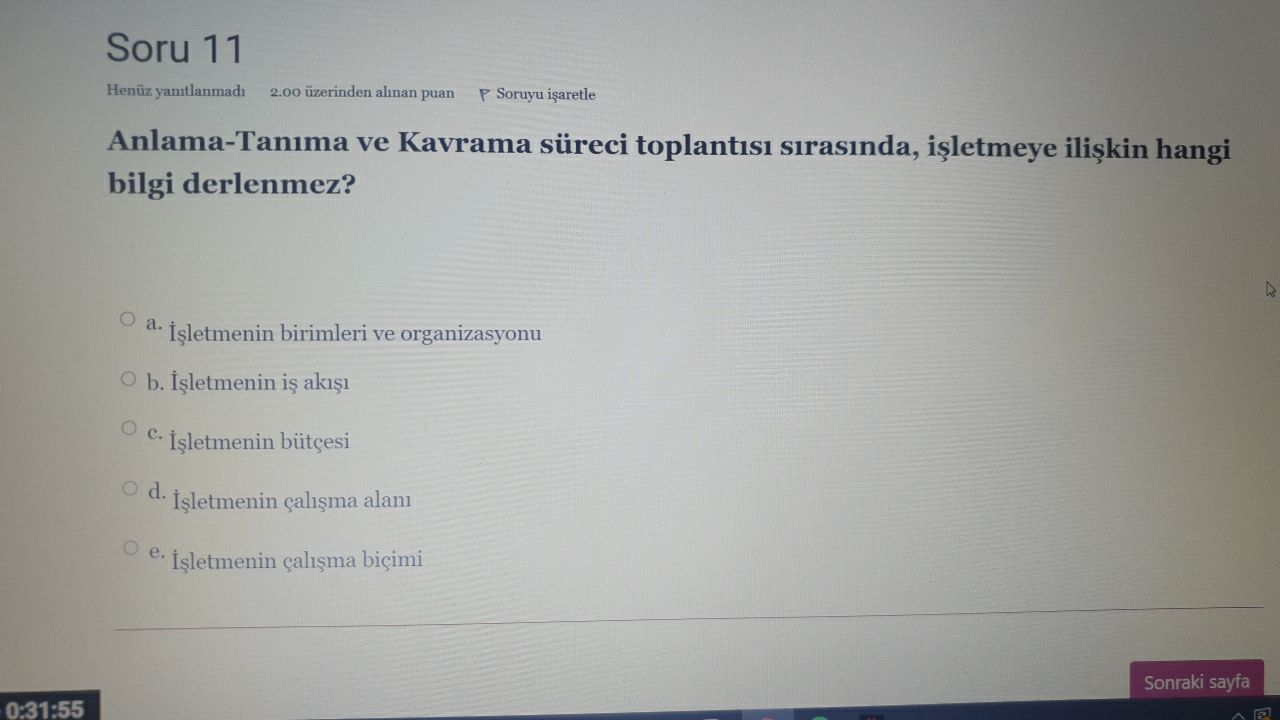 Soru 11
Henüz yanıtlanmadı 2.00 üzerinden alınan puan Soruyu işaretle
Anlama-Tanıma ve Kavrama süreci toplantısı sırasında, işletmeye ilişkin hangi
bilgi derlenmez?
a. İşletmenin birimleri ve organizasyonu
b. İşletmenin iş akışı
c. İşletmenin bütçesi
d. İşletmenin çalışma alanı
e. İşletmenin çalışma biçimi
Sonraki sayfa
0:31:55